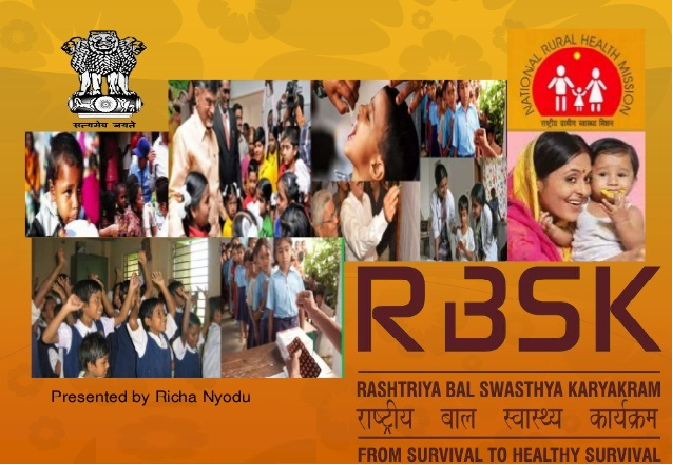 सत्यमेव जयते
NATIONAL RURAL HEALTH MISSION
राष्ट्रीय ग्रामीण स्वास्थ्य मिशन
RBSK
Presented by Richa Nyodu
RASHTRIYA BAL SWASTHYA KARYAKRAM
राष्ट्रीय बाल स्वास्थ्य कार्यक्रम
FROM SURVIVAL TO HEALTHY SURVIVAL